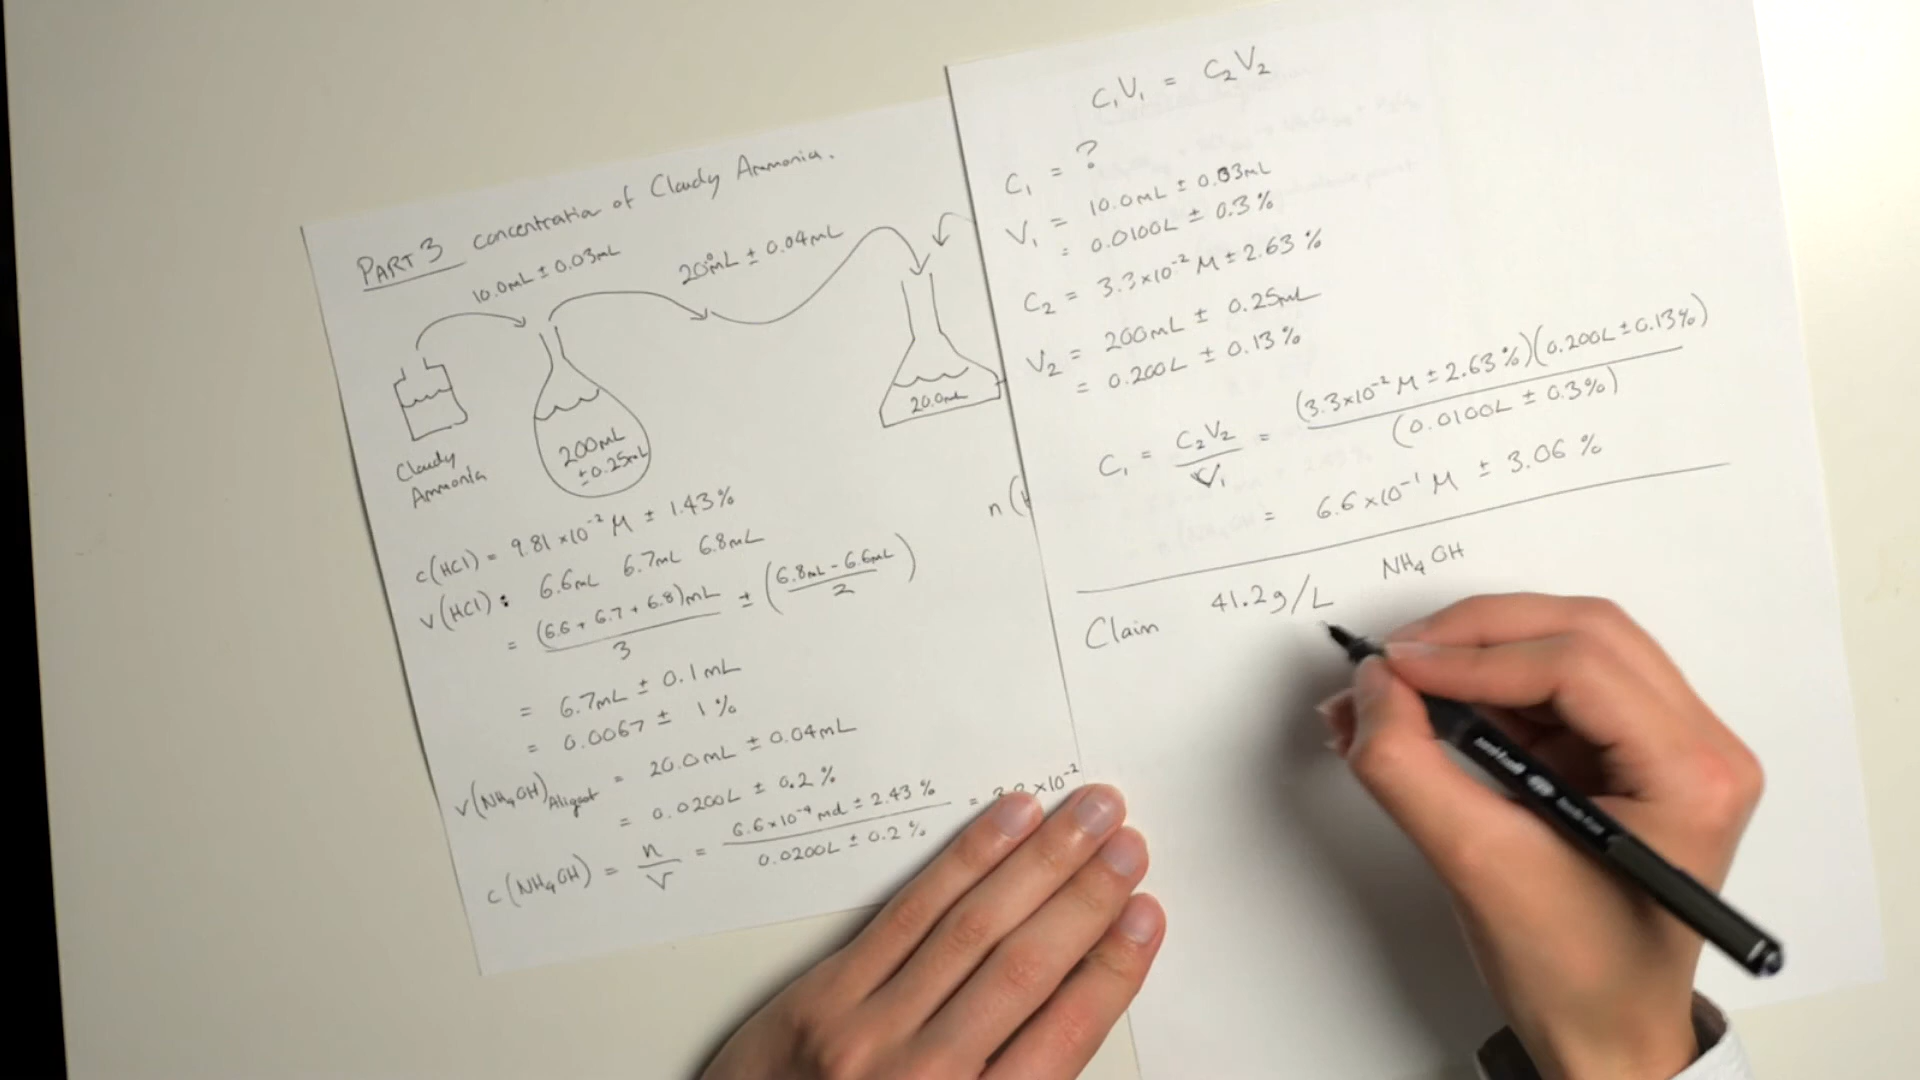 PART 3 concentration of Cloudy Ammonia.
10.0mL ± 0.03mL
20.0mL ± 0.04mL
Cloudy
Ammonia
200mL
± 0.25mL
20.0mL
c(HCl) = 9.81 × 10⁻² M ± 1.43%
v(HCl): 6.6mL 6.7mL 6.8mL
= (6.6 + 6.7 + 6.8)mL / 3 ± (6.8mL - 6.6mL / 2)
= 6.7mL ± 0.1mL
= 0.0067 ± 1%
v(NH₄OH) Aliquot = 20.0mL ± 0.04mL
= 0.0200L ± 0.2%
c(NH₄OH) = n / V = 6.6×10⁻⁴ mol ± 2.43% / 0.0200L ± 0.2% = ×10⁻²
n(
C₁V₁ = C₂V₂
C₁ = ?
V₁ = 10.0mL ± 0.03mL
= 0.0100L ± 0.3%
C₂ = 3.3×10⁻² M ± 2.63%
V₂ = 200mL ± 0.25mL
= 0.200L ± 0.13%
C₁ = C₂V₂ / V₁ = (3.3×10⁻² M ± 2.63%)(0.200L ± 0.13%) / (0.0100L ± 0.3%)
= 6.6×10⁻¹ M ± 3.06%
Claim 41.2g/L NH₄OH